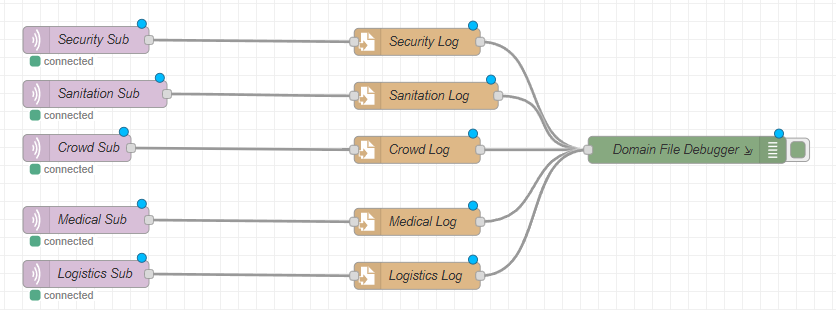 Security Sub
Security Log
connected
Sanitation Sub
Sanitation Log
connected
Crowd Sub
Crowd Log
Domain File Debugger
connected
Medical Sub
Medical Log
connected
Logistics Sub
Logistics Log
connected